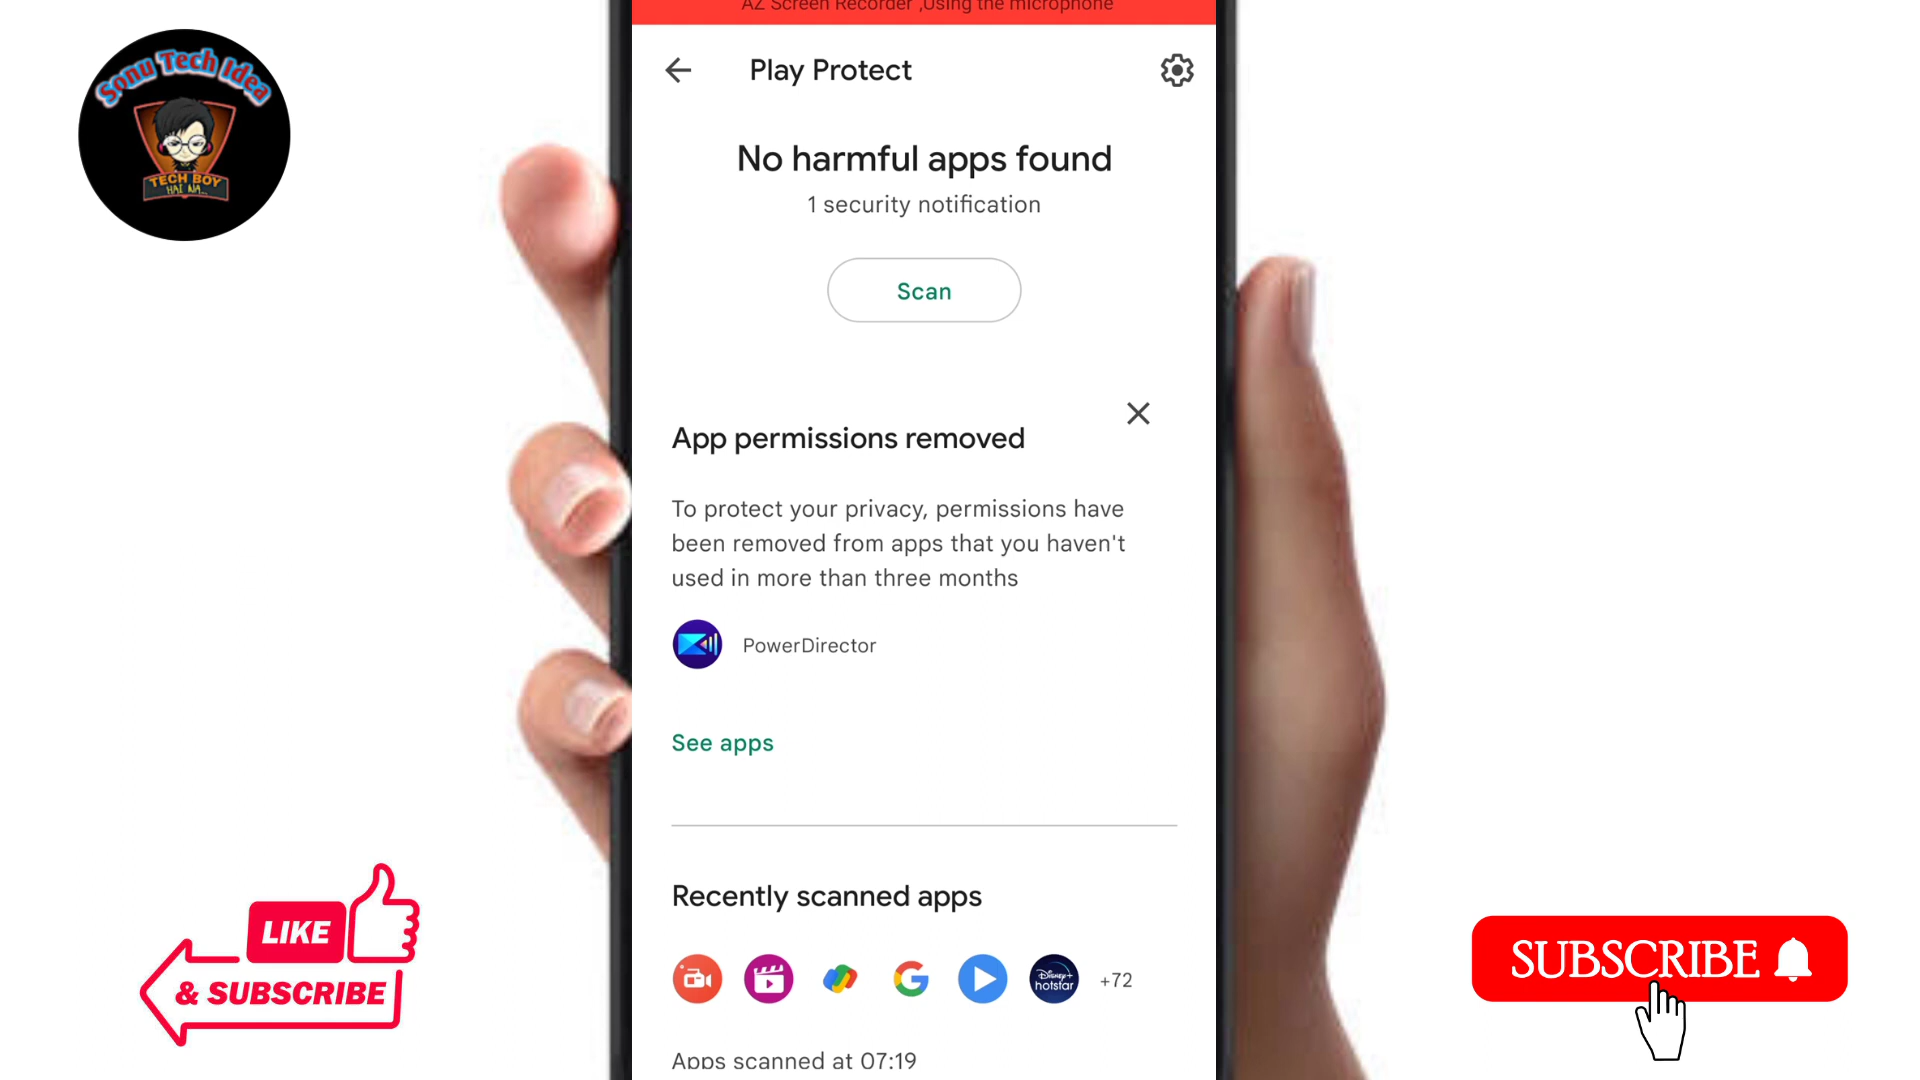 AZ Screen Recorder ,Using the microphone
Sonu Tech Idea
TECH BOY
HAI NA..
Play Protect
No harmful apps found
1 security notification
Scan
App permissions removed
To protect your privacy, permissions have
been removed from apps that you haven't
used in more than three months
PowerDirector
See apps
Recently scanned apps
Disney+
hotstar
+72
Apps scanned at 07:19
LIKE
& SUBSCRIBE
SUBSCRIBE